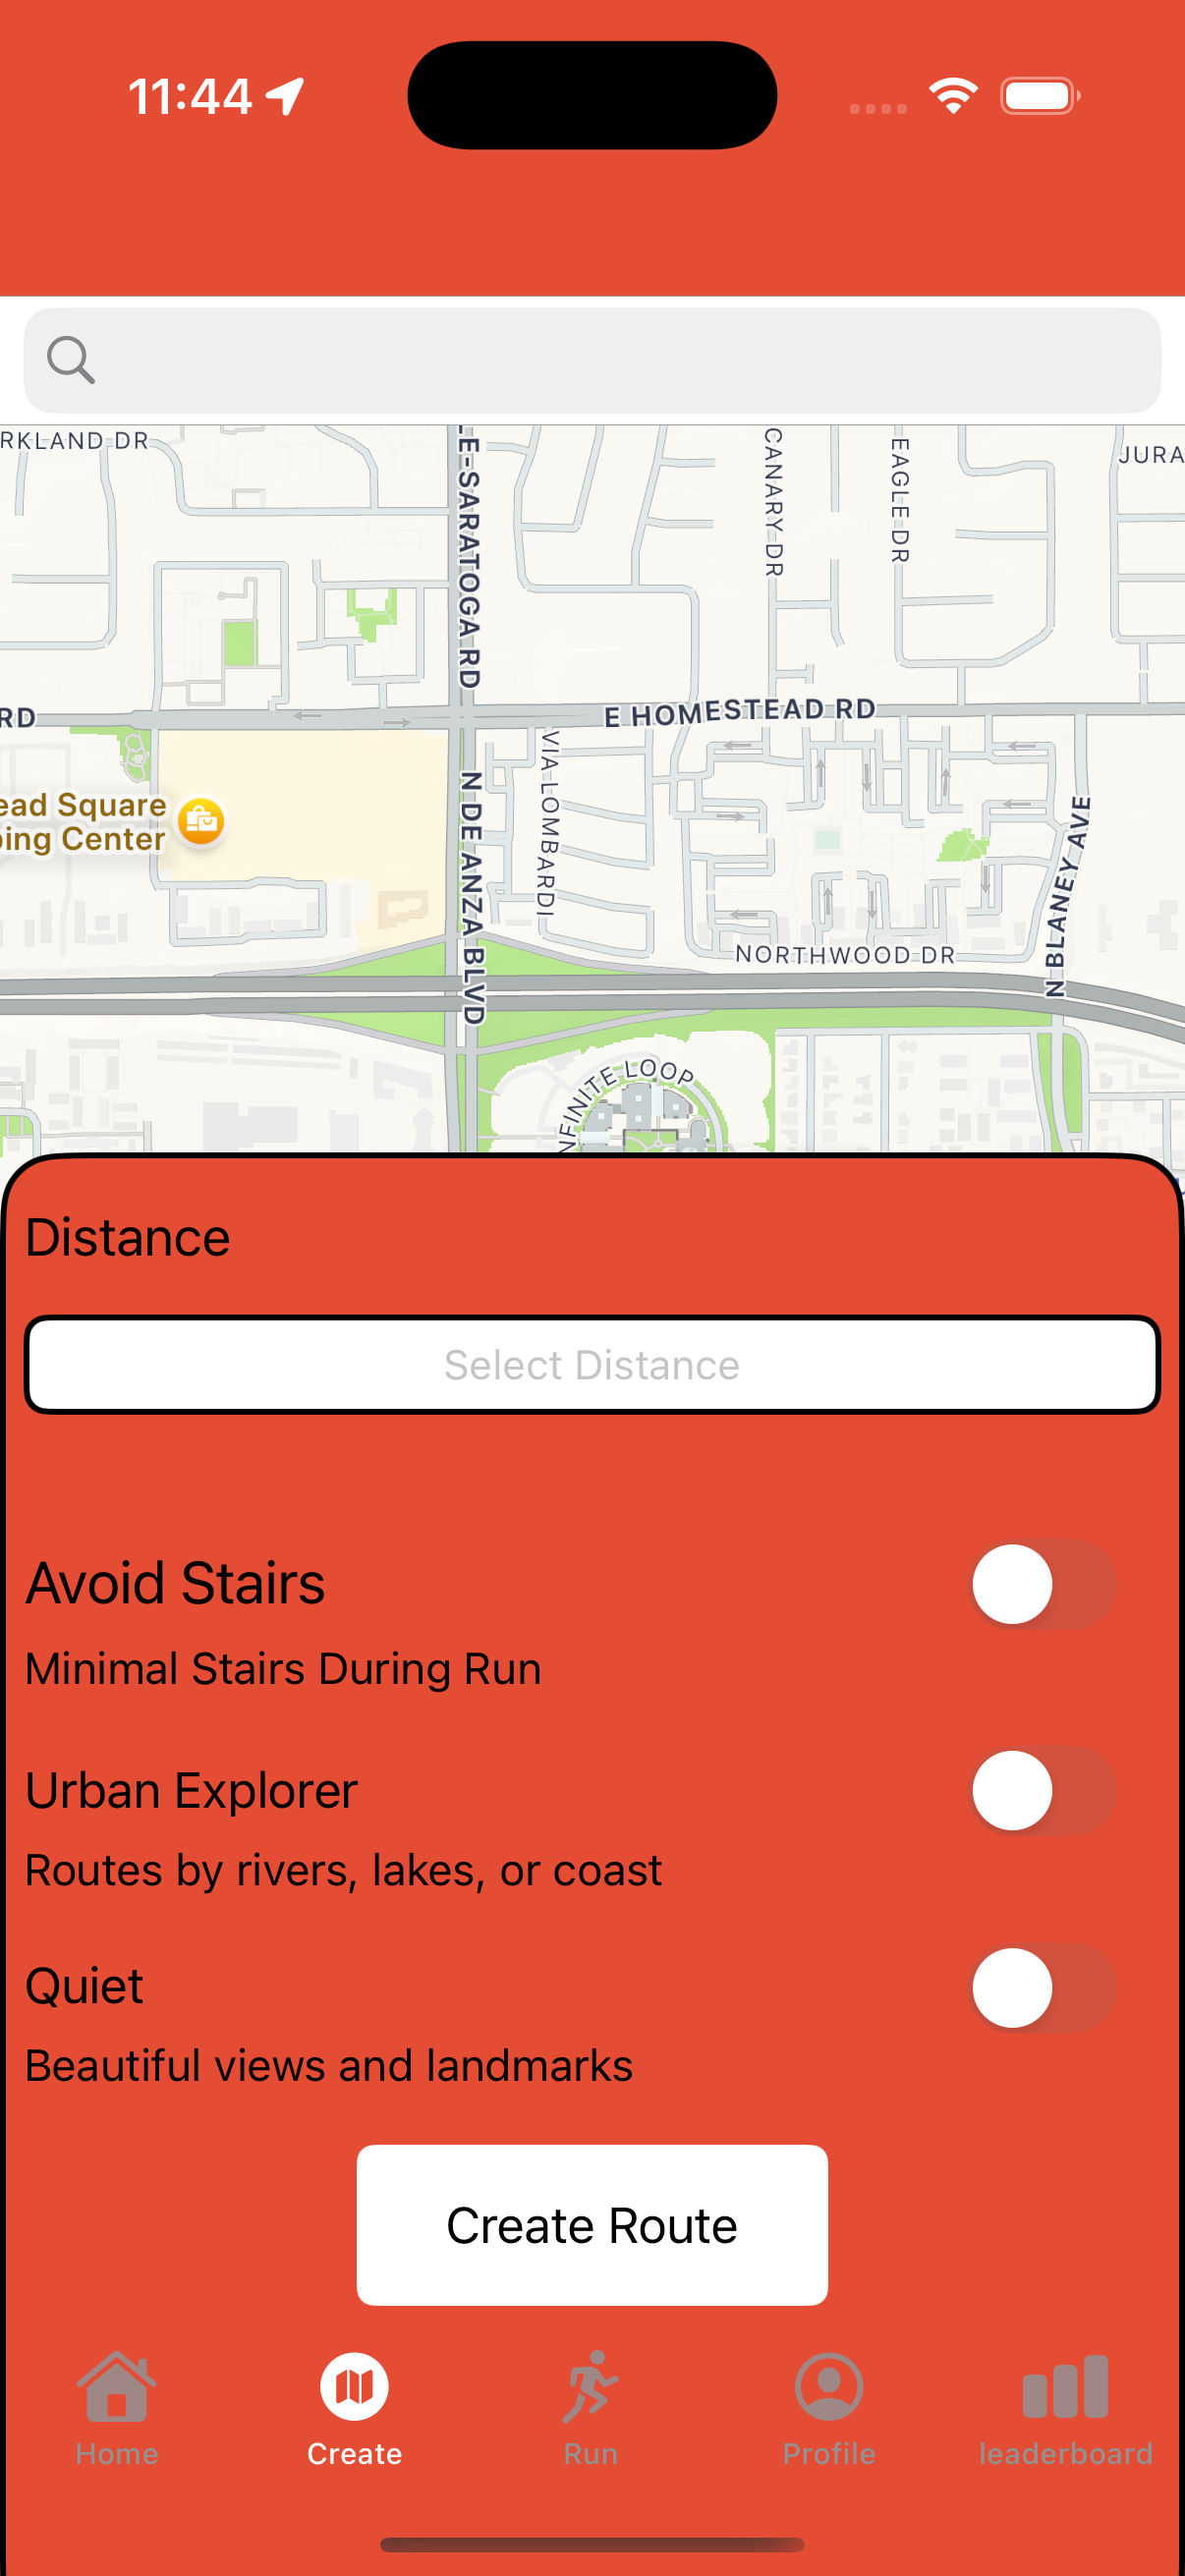 11:44
RKLAND DR
E-SARATOGA RD
CANARY DR
EAGLE DR
JURA
RD
E HOMESTEAD RD
ead Square
ping Center
N DE ANZA BLVD
VIA LOMBARDI
N BLANEY AVE
NORTHWOOD DR
NFINITE LOOP
Distance
Select Distance
Avoid Stairs
Minimal Stairs During Run
Urban Explorer
Routes by rivers, lakes, or coast
Quiet
Beautiful views and landmarks
Create Route
Home
Create
Run
Profile
leaderboard